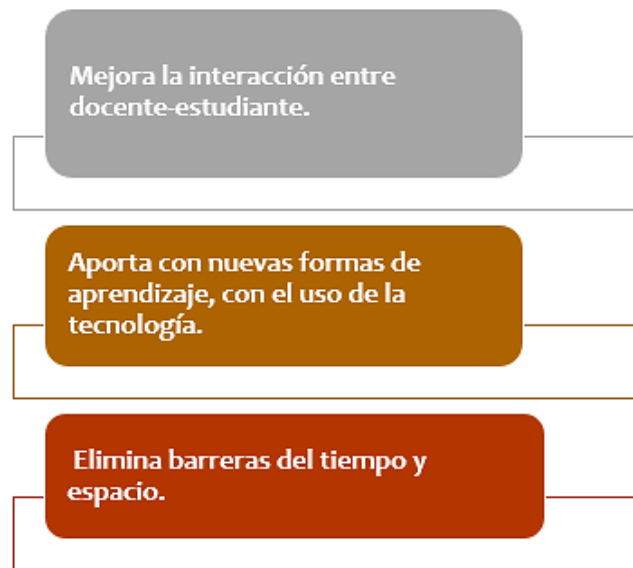 Mejora la interacción entre
docente-estudiante.
Aporta con nuevas formas de
aprendizaje, con el uso de la
tecnología.
Elimina barreras del tiempo y
espacio.